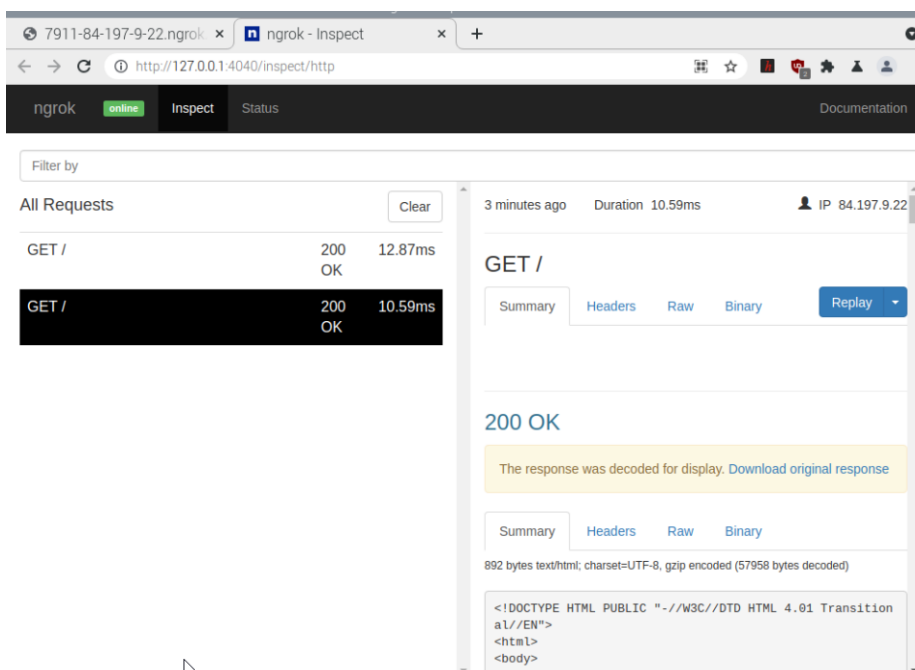 7911-84-197-9-22.ngrok
ngrok - Inspect
http://127.0.0.1:4040/inspect/http
ngrok online Inspect Status Documentation
Filter by
All Requests Clear
GET / 200 OK 12.87ms
GET / 200 OK 10.59ms
3 minutes ago Duration 10.59ms IP 84.197.9.22
GET /
Summary Headers Raw Binary Replay
200 OK
The response was decoded for display. Download original response
Summary Headers Raw Binary
892 bytes text/html; charset=UTF-8, gzip encoded (57958 bytes decoded)
<!DOCTYPE HTML PUBLIC "-//W3C//DTD HTML 4.01 Transition
al//EN">
<html>
<body>